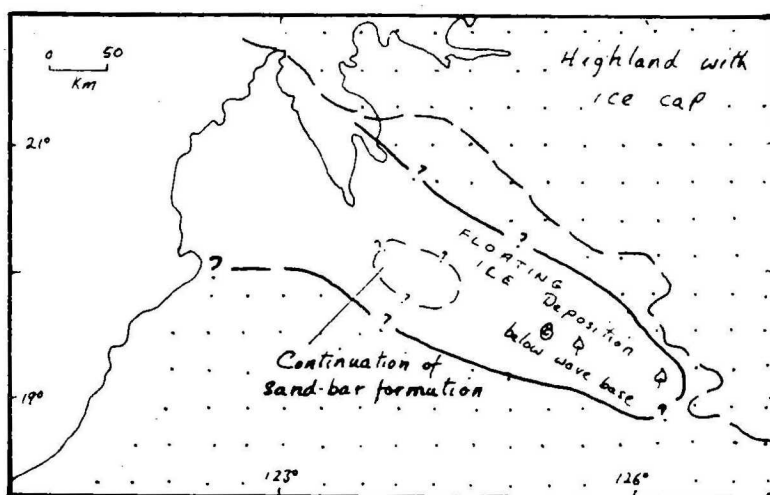 0 50
Km
Highland with
ice cap
21°
?
?
FLOATING
ICE Deposition
below wave base
?
?
?
?
?
?
Continuation of
Sand-bar formation
19°
123°
126°